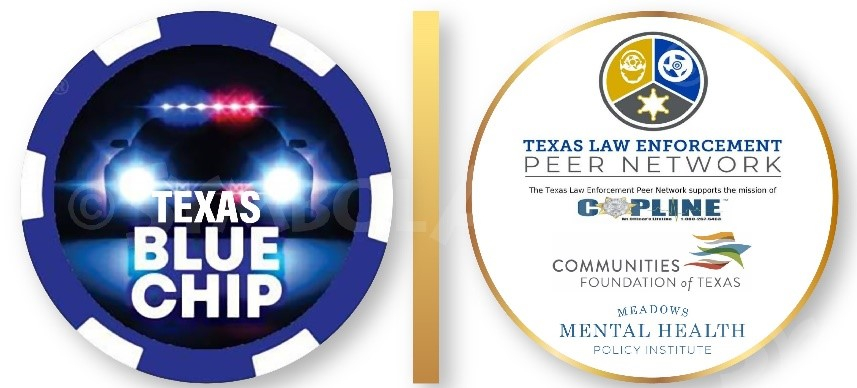 TEXAS
BLUE
CHIP
TEXAS LAW ENFORCEMENT
PEER NETWORK
The Texas Law Enforcement Peer Network supports the mission of
COPLINE™
COMMUNITIES
FOUNDATION of TEXAS
MEADOWS
MENTAL HEALTH
POLICY INSTITUTE